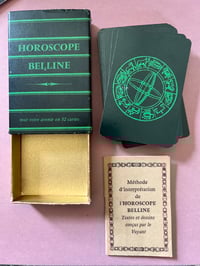 HOROSCOPE
BELLINE
tout votre avenir en 52 cartes
Méthode
d'interprétation de
l'HOROSCOPE
BELLINE
Textes et dessins
conçus par le
Voyant